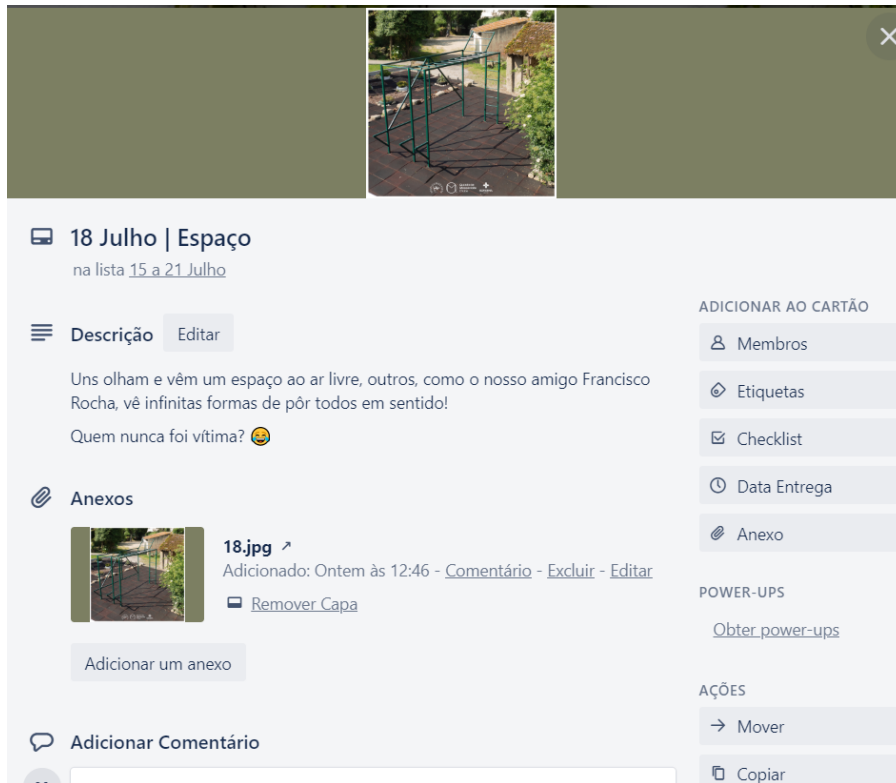 18 Julho | Espaço
na lista 15 a 21 Julho
Descrição Editar
Uns olham e vêm um espaço ao ar livre, outros, como o nosso amigo Francisco
Rocha, vê infinitas formas de pôr todos em sentido!
Quem nunca foi vítima? 😂
Anexos
18.jpg ↗
Adicionado: Ontem às 12:46 - Comentário - Excluir - Editar
Remover Capa
Adicionar um anexo
Adicionar Comentário
ADICIONAR AO CARTÃO
Membros
Etiquetas
Checklist
Data Entrega
Anexo
POWER-UPS
Obter power-ups
AÇÕES
Mover
Copiar